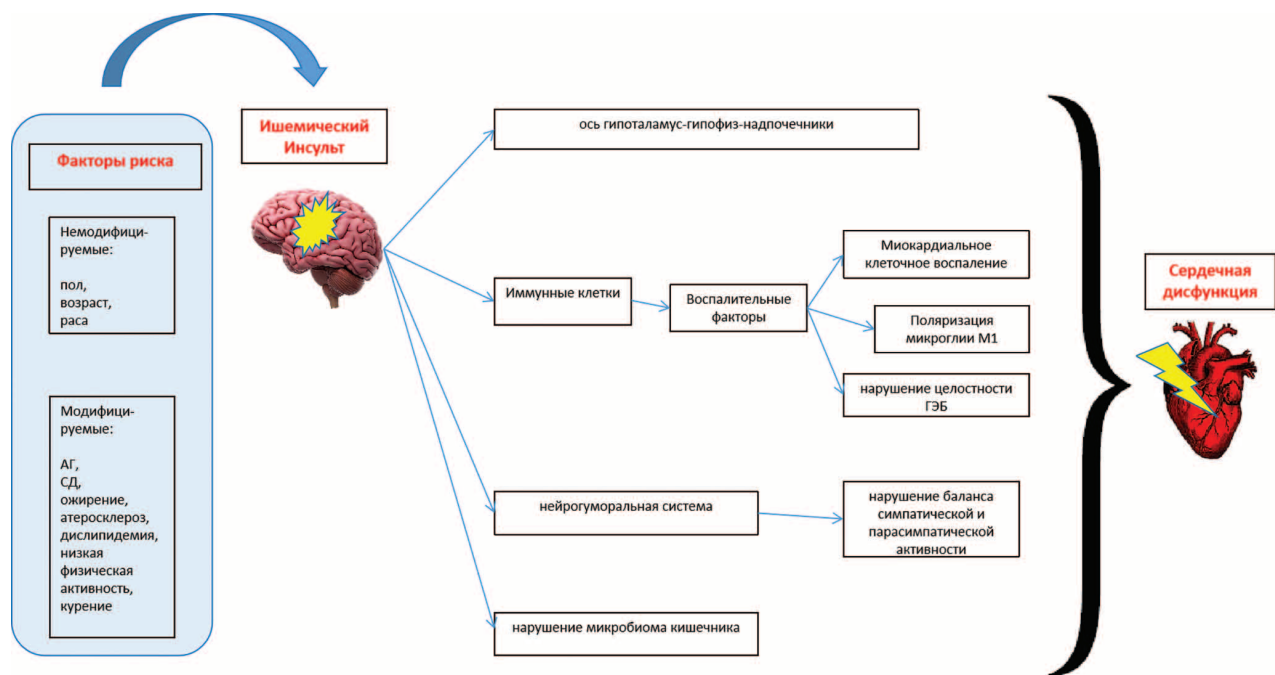 Факторы риска
Немодифици-
руемые:
пол,
возраст,
раса
Модифици-
руемые:
АГ,
СД,
ожирение,
атеросклероз,
дислипидемия,
низкая
физическая
активность,
курение
Ишемический
Инсульт
ось гипоталамус-гипофиз-надпочечники
Иммунные клетки
Воспалительные
факторы
Миокардиальное
клеточное воспаление
Поляризация
микроглии М1
нарушение целостности
ГЭБ
нейрогуморальная система
нарушение баланса
симпатической и
парасимпатической
активности
нарушение микробиома кишечника
Сердечная
дисфункция